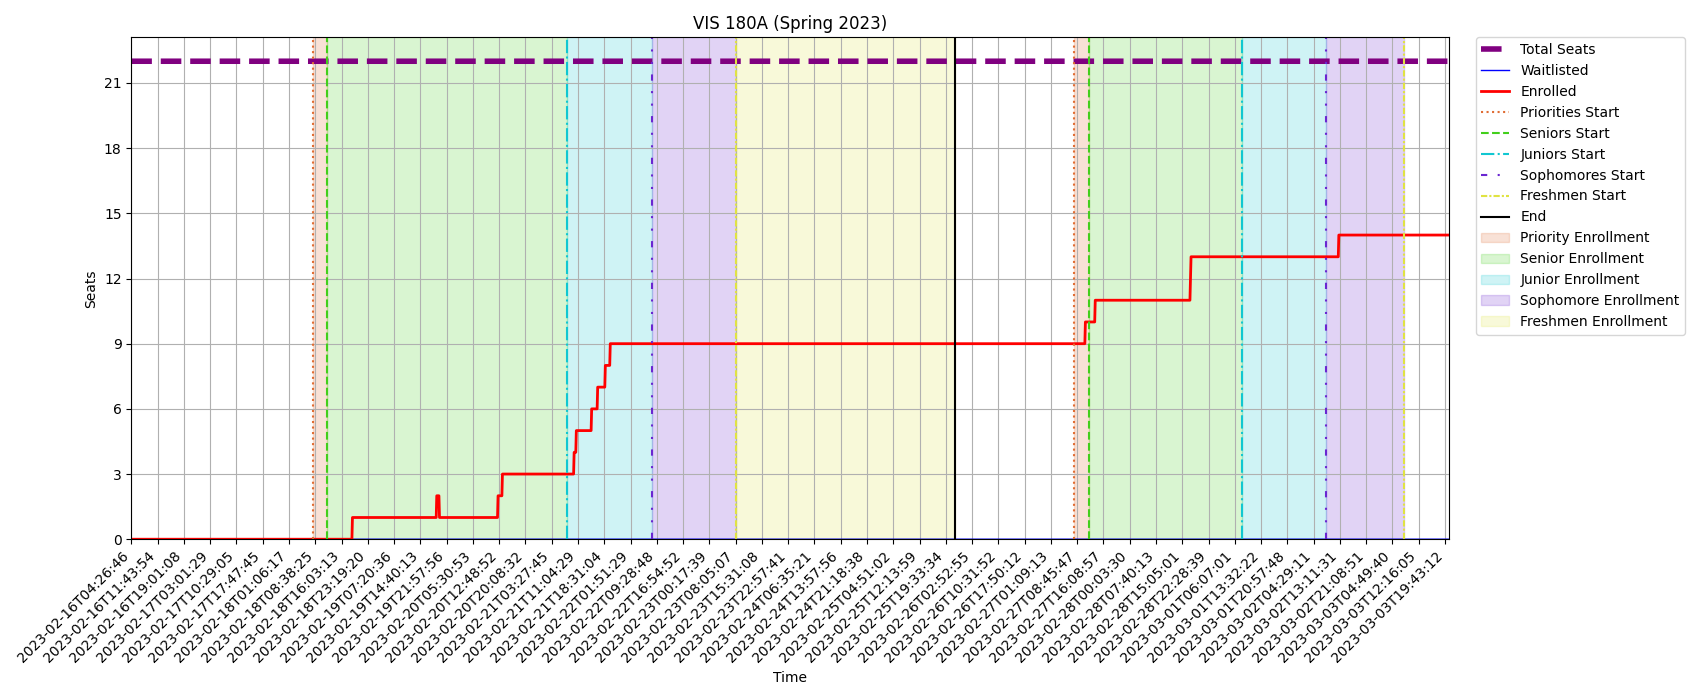 VIS 180A (Spring 2023)
Total Seats
Waitlisted
Enrolled
Priorities Start
Seniors Start
Juniors Start
Sophomores Start
Freshmen Start
End
Priority Enrollment
Senior Enrollment
Junior Enrollment
Sophomore Enrollment
Freshmen Enrollment
Seats
21
18
15
12
9
6
3
0
2023-02-16T04:26:46
2023-02-16T11:43:54
2023-02-16T19:01:08
2023-02-17T03:01:29
2023-02-17T10:29:05
2023-02-17T17:47:45
2023-02-18T01:06:17
2023-02-18T08:38:25
2023-02-18T16:03:13
2023-02-18T23:19:20
2023-02-19T07:20:36
2023-02-19T14:40:13
2023-02-19T21:57:56
2023-02-20T05:30:53
2023-02-20T12:48:52
2023-02-20T20:08:32
2023-02-21T03:27:45
2023-02-21T11:04:29
2023-02-21T18:31:04
2023-02-22T01:51:29
2023-02-22T09:28:48
2023-02-22T16:54:52
2023-02-23T00:17:39
2023-02-23T08:05:07
2023-02-23T15:31:08
2023-02-23T22:57:41
2023-02-24T06:35:21
2023-02-24T13:57:56
2023-02-24T21:18:38
2023-02-25T04:51:02
2023-02-25T12:13:59
2023-02-25T19:33:34
2023-02-26T02:52:55
2023-02-26T10:31:52
2023-02-26T17:50:12
2023-02-27T01:09:13
2023-02-27T08:45:47
2023-02-27T16:08:57
2023-02-28T00:03:30
2023-02-28T07:40:13
2023-02-28T15:05:01
2023-02-28T22:28:39
2023-03-01T06:07:01
2023-03-01T13:32:22
2023-03-01T20:57:48
2023-03-02T04:29:11
2023-03-02T13:11:31
2023-03-02T21:08:51
2023-03-03T04:49:40
2023-03-03T12:16:05
2023-03-03T19:43:12
Time